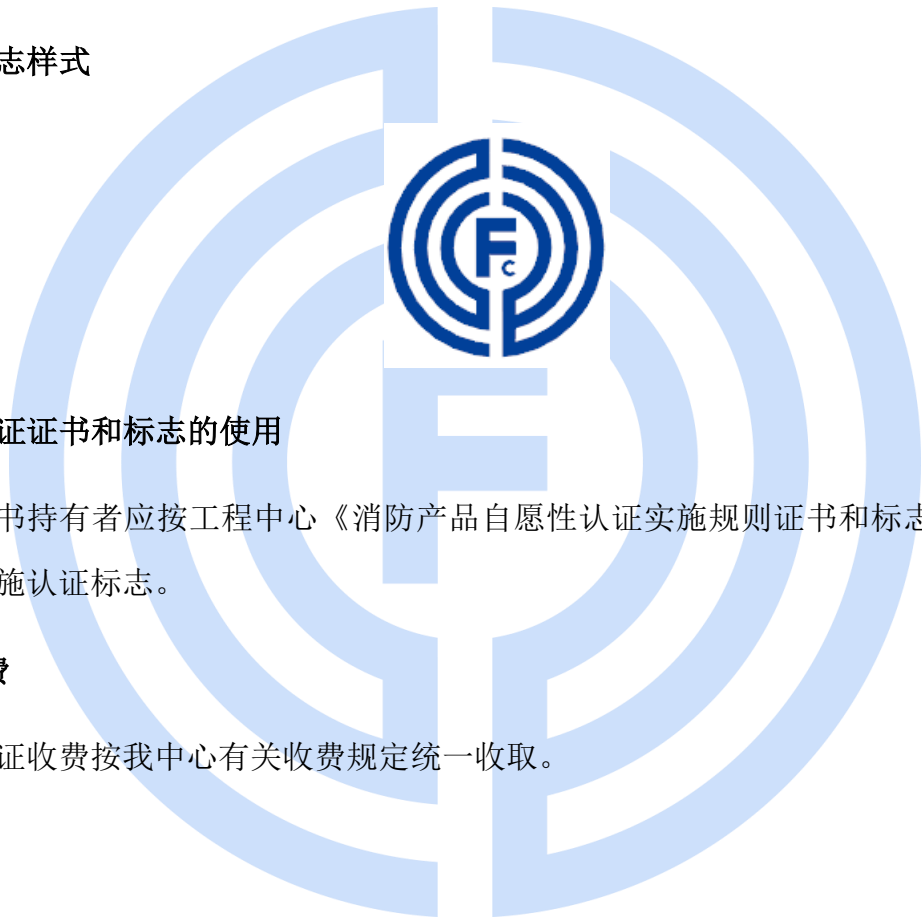 志样式
F
C
证证书和标志的使用
书持有者应按工程中心《消防产品自愿性认证实施规则证书和标志
施认证标志。
费
证收费按我中心有关收费规定统一收取。